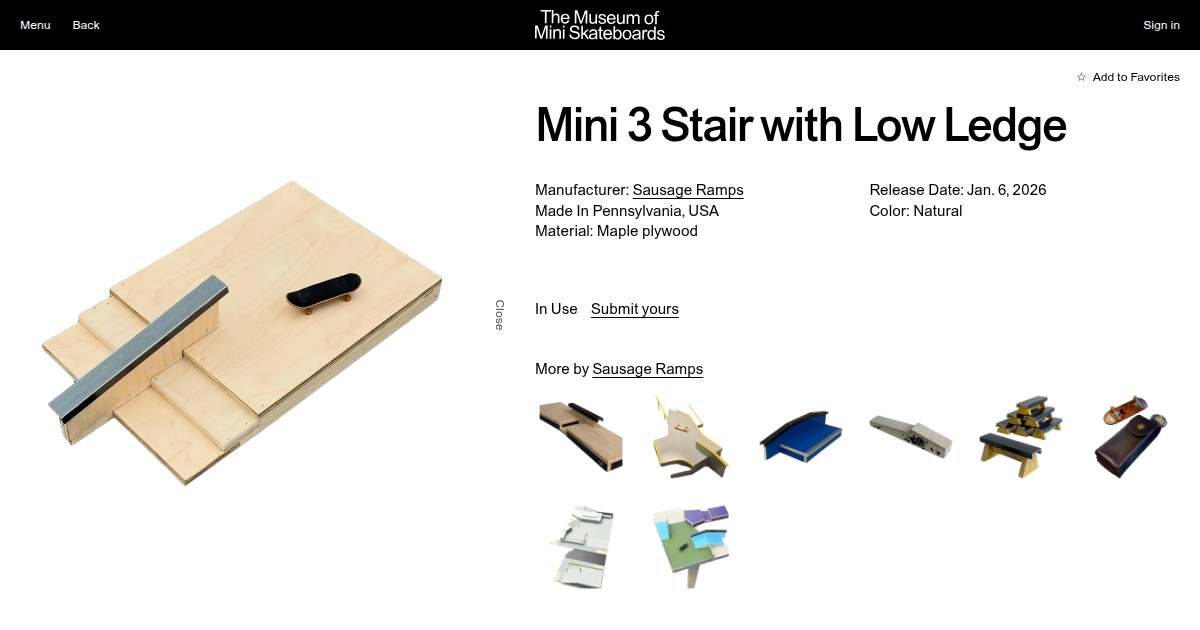 Menu
Back
The Museum of
Mini Skateboards
Sign in
☆ Add to Favorites
Mini 3 Stair with Low Ledge
Manufacturer: Sausage Ramps
Made In Pennsylvania, USA
Material: Maple plywood
Release Date: Jan. 6, 2026
Color: Natural
Close
In Use Submit yours
More by Sausage Ramps